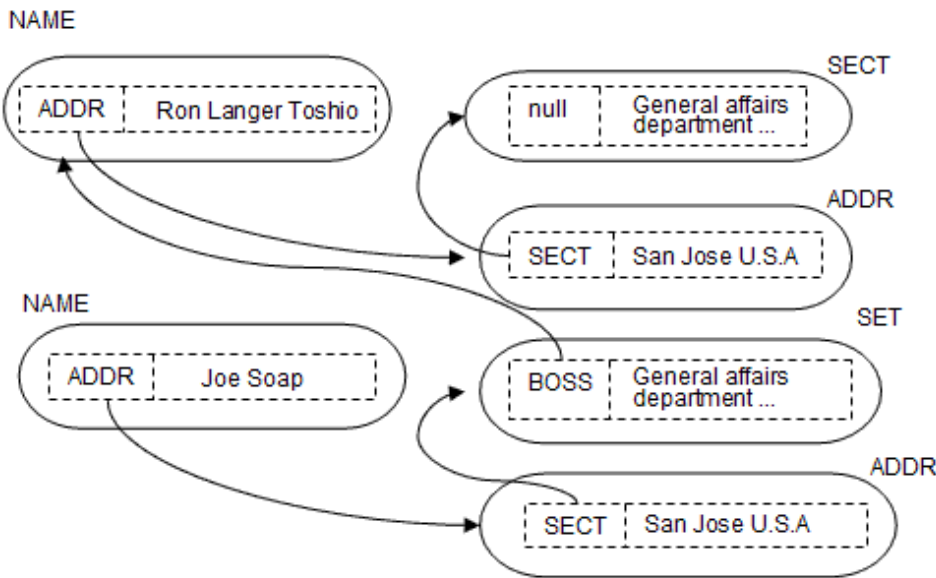 NAME
ADDR Ron Langer Toshio
SECT
null General affairs
department ...
ADDR
SECT San Jose U.S.A
NAME
ADDR Joe Soap
SET
BOSS General affairs
department ...
ADDR
SECT San Jose U.S.A